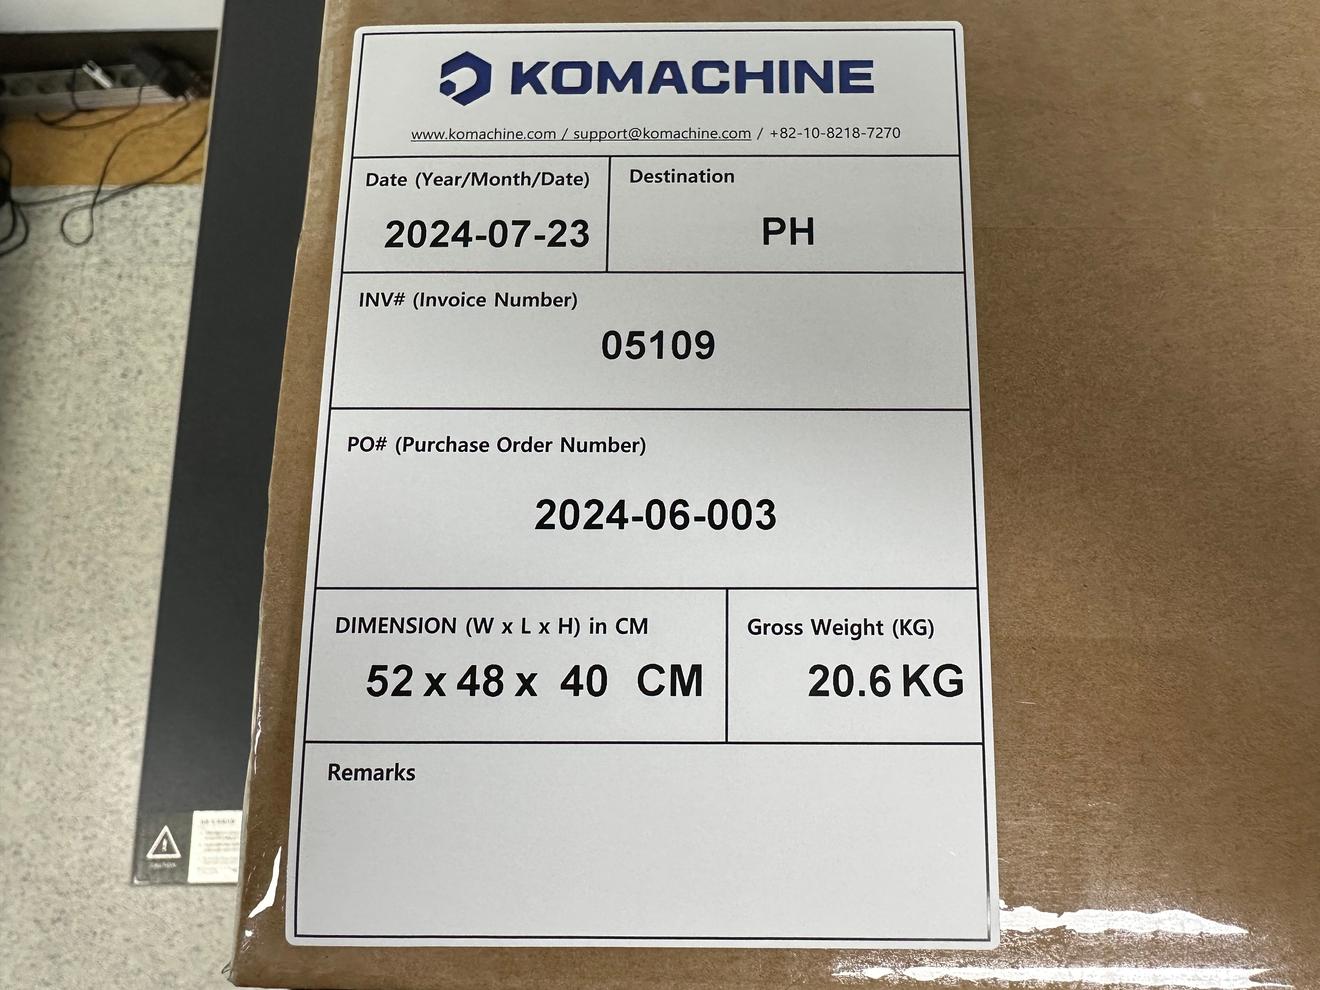 KOMACHINE
www.komachine.com / support@komachine.com / +82-10-8218-7270
Date (Year/Month/Date)
2024-07-23
Destination
PH
INV# (Invoice Number)
05109
PO# (Purchase Order Number)
2024-06-003
DIMENSION (W x L x H) in CM
52 x 48 x 40 CM
Gross Weight (KG)
20.6 KG
Remarks